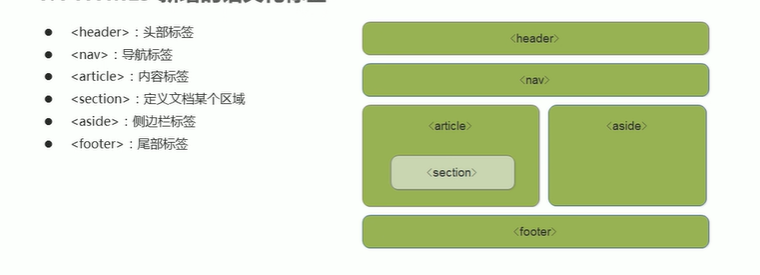 ● <header>：头部标签
● <nav>：导航标签
● <article>：内容标签
● <section>：定义文档某个区域
● <aside>：侧边栏标签
● <footer>：尾部标签
<header>
<nav>
<article>
<aside>
<section>
<footer>